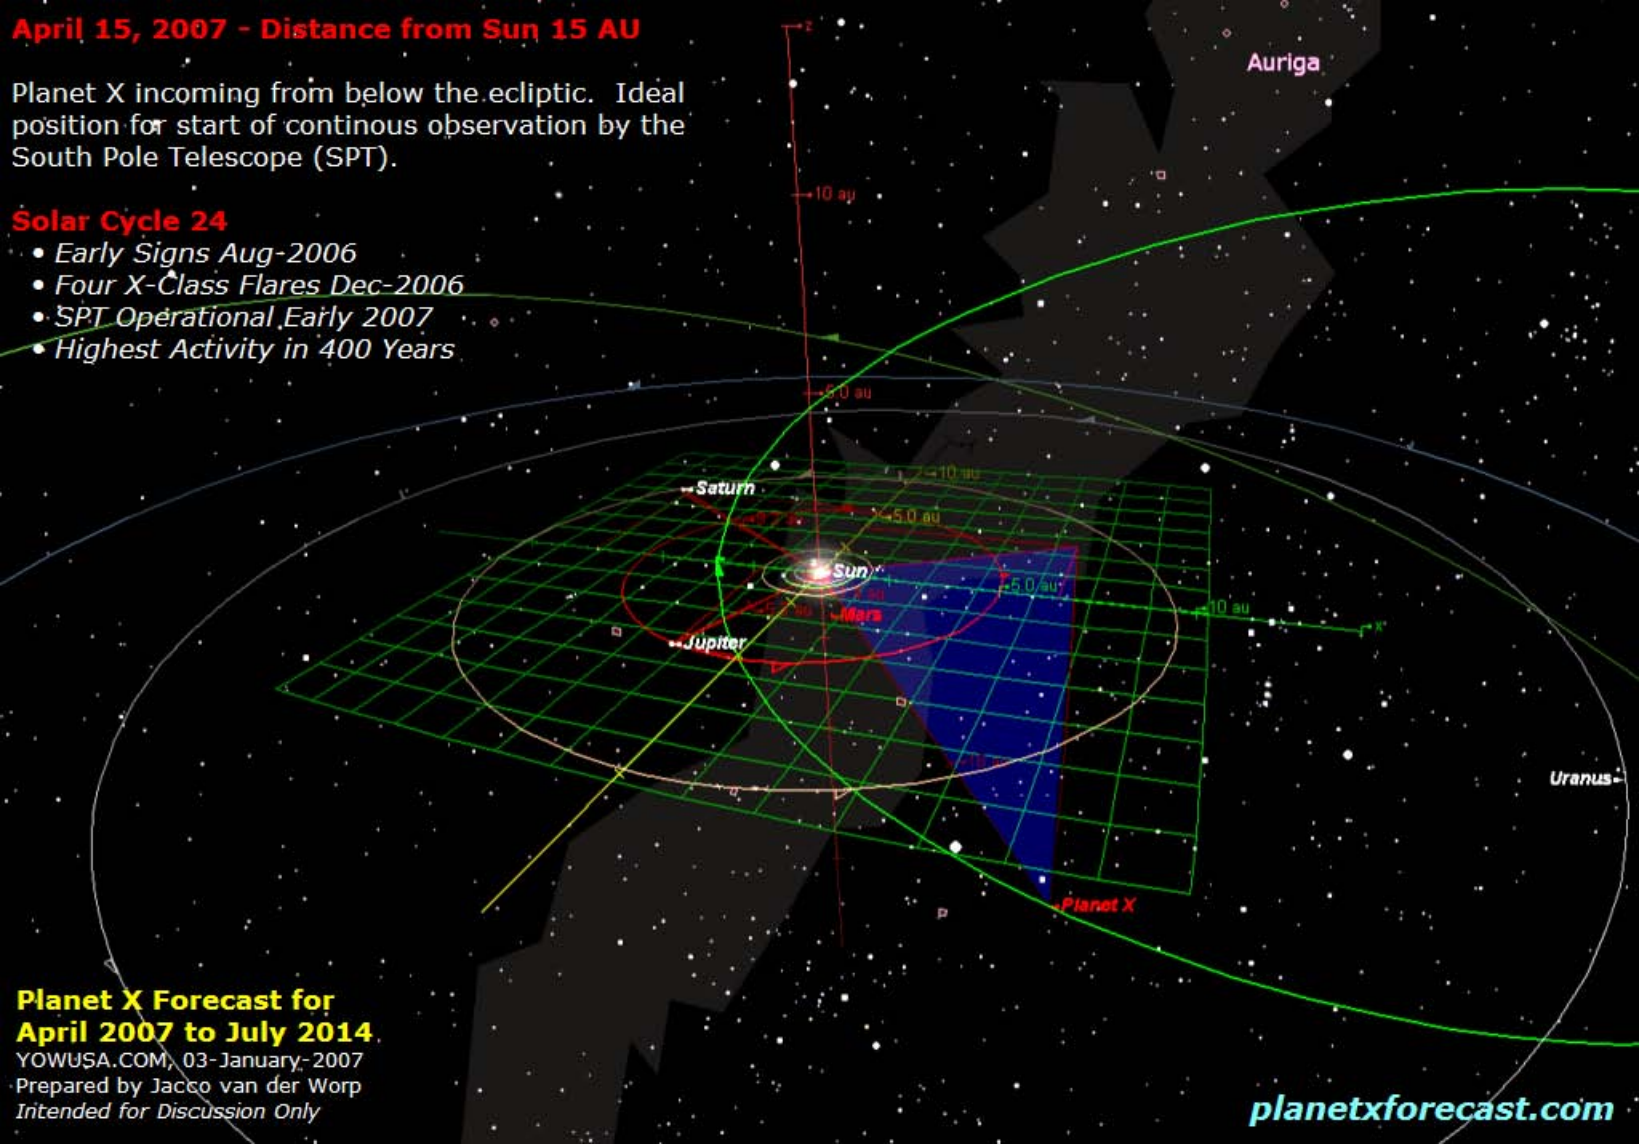 April 15, 2007 - Distance from Sun 15 AU
Planet X incoming from below the ecliptic. Ideal
position for start of continous observation by the
South Pole Telescope (SPT).
Solar Cycle 24
• Early Signs Aug-2006
• Four X-Class Flares Dec-2006
• SPT Operational Early 2007
• Highest Activity in 400 Years
z
Auriga
10 au
5.0 au
10 au
Saturn
5.0 au
Sun
5.0 au
Mars
10 au
X
Jupiter
Uranus
Planet X
Planet X Forecast for
April 2007 to July 2014
YOWUSA.COM, 03-January-2007
Prepared by Jacco van der Worp
Intended for Discussion Only
planetxforecast.com